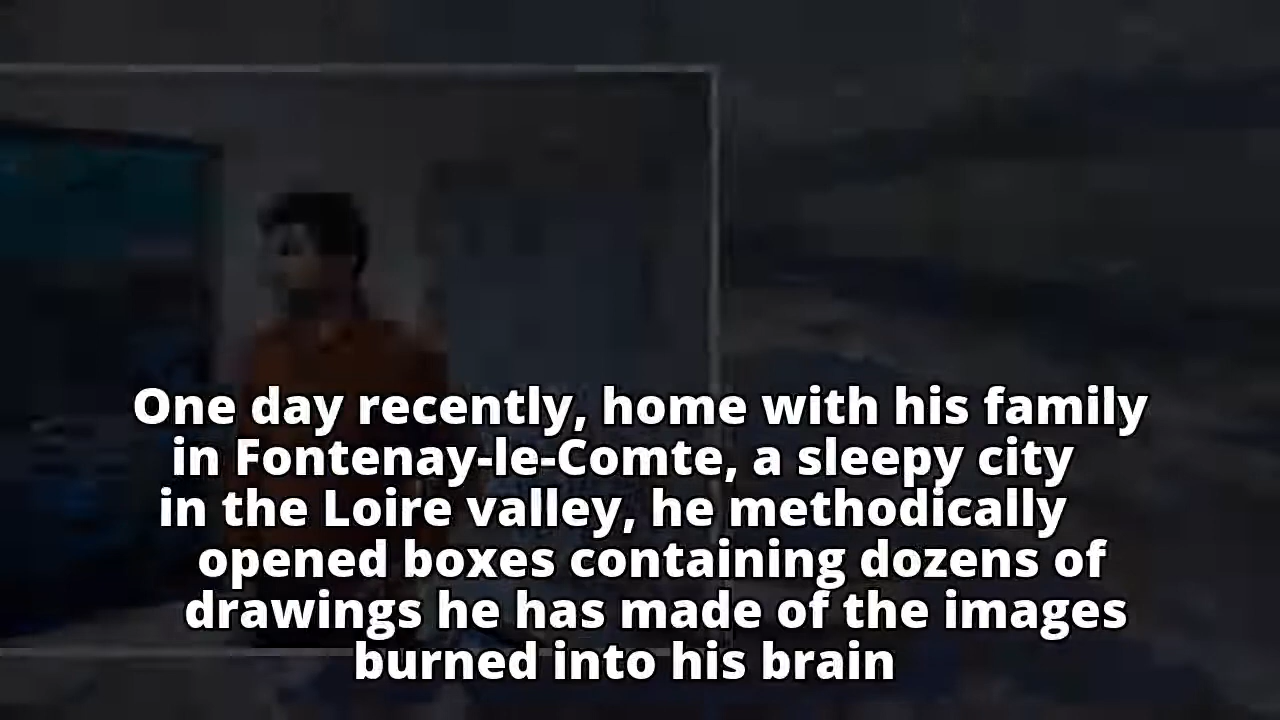 One day recently, home with his family
in Fontenay-le-Comte, a sleepy city
in the Loire valley, he methodically
opened boxes containing dozens of
drawings he has made of the images
burned into his brain